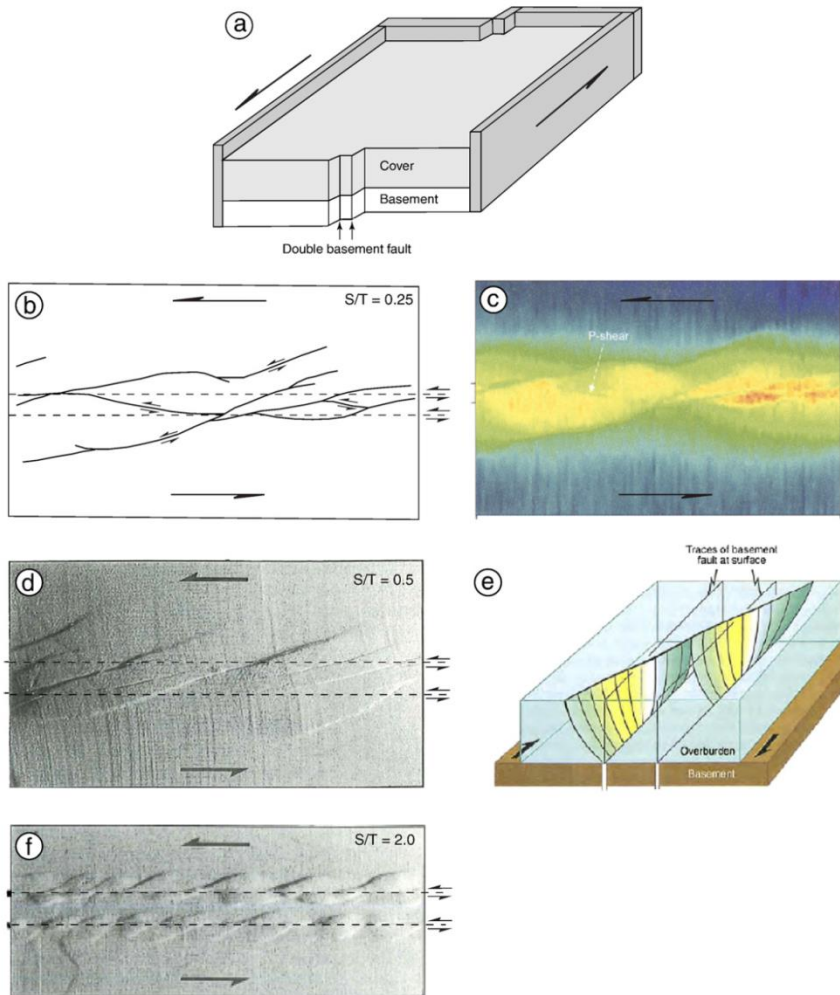 a
Cover
Basement
Double basement fault
b
S/T = 0.25
c
P-shear
d
S/T = 0.5
e
Traces of basement
fault at surface
Overburden
Basement
f
S/T = 2.0